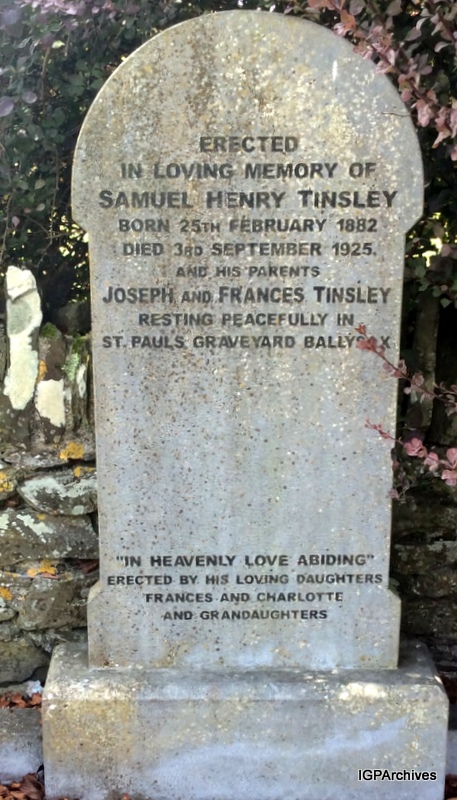 ERECTED
IN LOVING MEMORY OF
SAMUEL HENRY TINSLEY
BORN 25TH FEBRUARY 1882
DIED 3RD SEPTEMBER 1925.
AND HIS PARENTS
JOSEPH AND FRANCES TINSLEY
RESTING PEACEFULLY IN
ST. PAULS GRAVEYARD BALLYSAX
"IN HEAVENLY LOVE ABIDING"
ERECTED BY HIS LOVING DAUGHTERS
FRANCES AND CHARLOTTE
AND GRANDAUGHTERS
IGPArchives